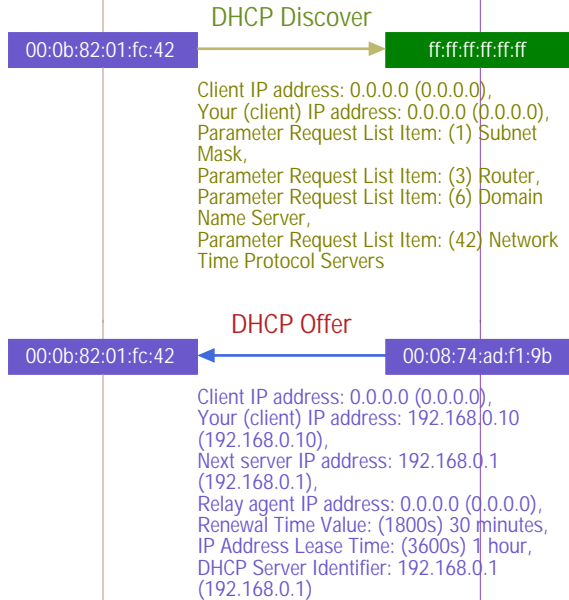 DHCP Discover
00:0b:82:01:fc:42
ff:ff:ff:ff:ff:ff
Client IP address: 0.0.0.0 (0.0.0.0),
Your (client) IP address: 0.0.0.0 (0.0.0.0),
Parameter Request List Item: (1) Subnet
Mask,
Parameter Request List Item: (3) Router,
Parameter Request List Item: (6) Domain
Name Server,
Parameter Request List Item: (42) Network
Time Protocol Servers
DHCP Offer
00:0b:82:01:fc:42
00:08:74:ad:f1:9b
Client IP address: 0.0.0.0 (0.0.0.0),
Your (client) IP address: 192.168.0.10
(192.168.0.10),
Next server IP address: 192.168.0.1
(192.168.0.1),
Relay agent IP address: 0.0.0.0 (0.0.0.0),
Renewal Time Value: (1800s) 30 minutes,
IP Address Lease Time: (3600s) 1 hour,
DHCP Server Identifier: 192.168.0.1
(192.168.0.1)